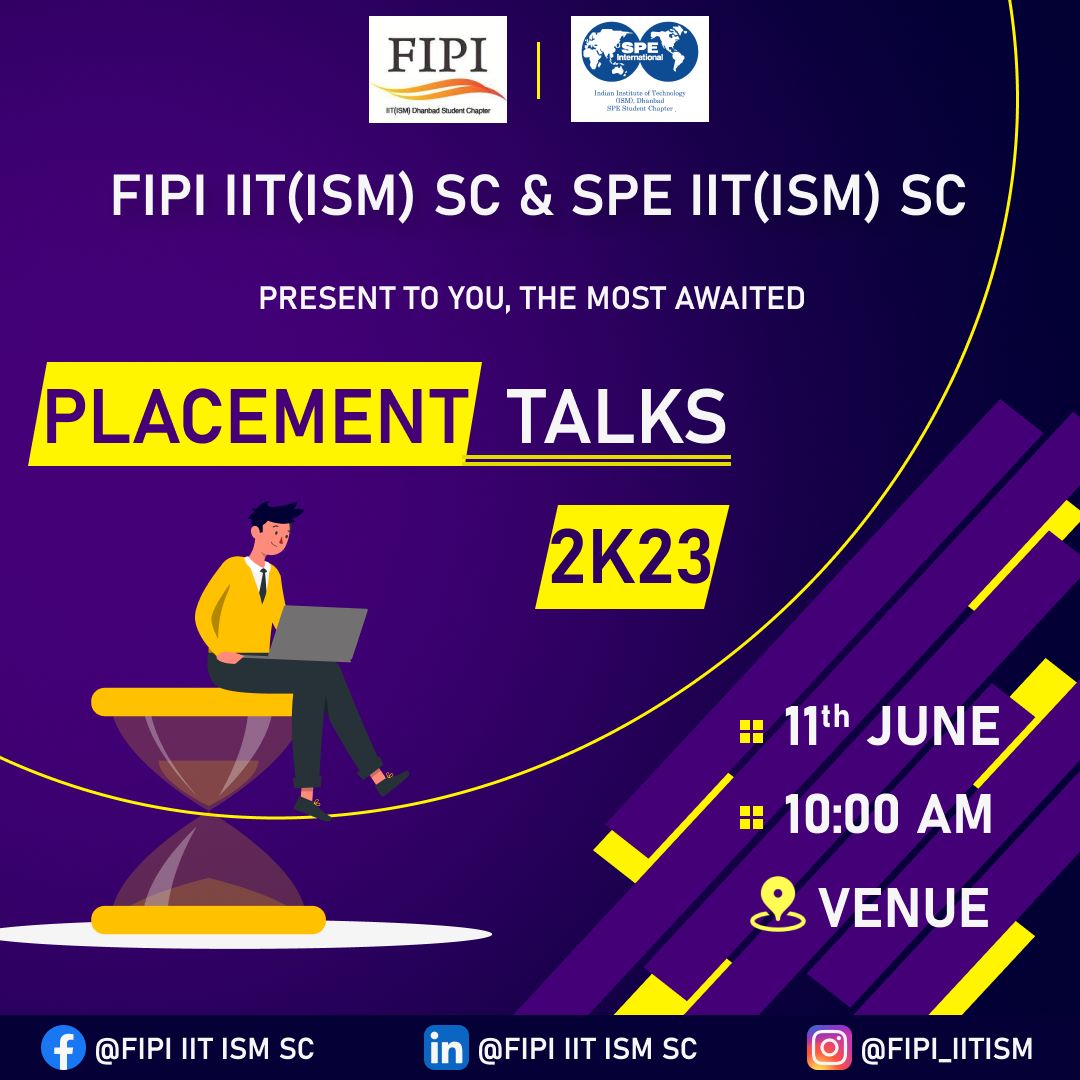 FIPI
IIT(ISM) Dhanbad Student Chapter
SPE
International
Indian Institute of Technology
(ISM), Dhanbad
SPE Student Chapter .
FIPI IIT(ISM) SC & SPE IIT(ISM) SC
PRESENT TO YOU, THE MOST AWAITED
PLACEMENT TALKS
2K23
11th JUNE
10:00 AM
VENUE
@FIPI IIT ISM SC
@FIPI IIT ISM SC
@FIPI_IITISM